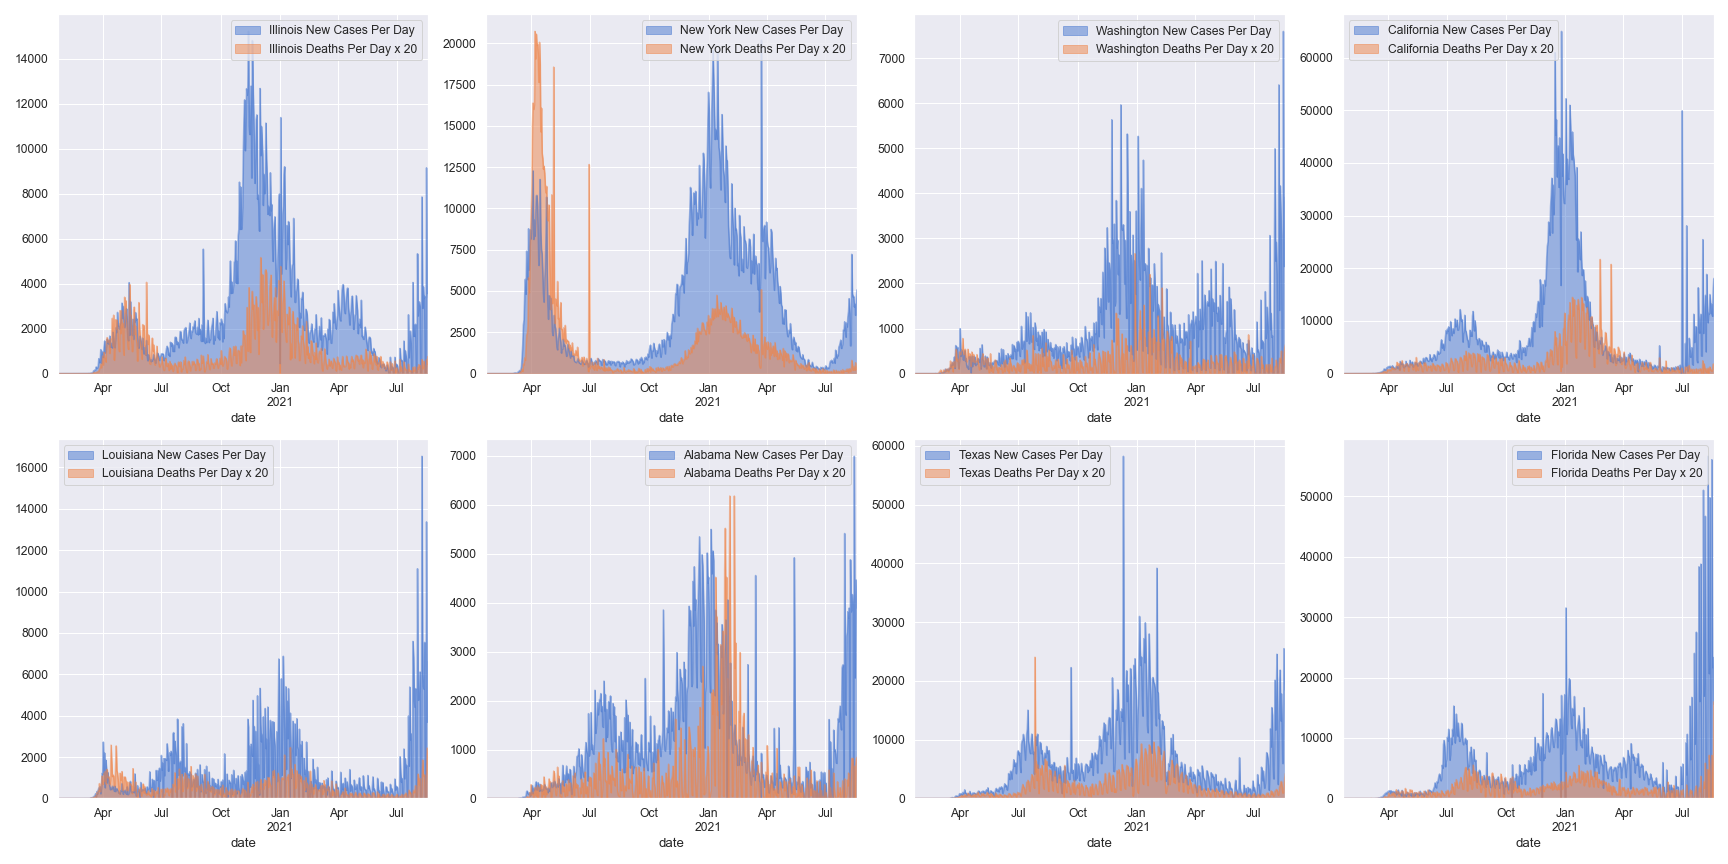 Illinois New Cases Per Day
Illinois Deaths Per Day x 20
14000
12000
10000
8000
6000
4000
2000
0
Apr Jul Oct Jan Apr Jul
2021
date
New York New Cases Per Day
New York Deaths Per Day x 20
20000
17500
15000
12500
10000
7500
5000
2500
0
Apr Jul Oct Jan Apr Jul
2021
date
Washington New Cases Per Day
Washington Deaths Per Day x 20
7000
6000
5000
4000
3000
2000
1000
0
Apr Jul Oct Jan Apr Jul
2021
date
California New Cases Per Day
California Deaths Per Day x 20
60000
50000
40000
30000
20000
10000
0
Apr Jul Oct Jan Apr Jul
2021
date
Louisiana New Cases Per Day
Louisiana Deaths Per Day x 20
16000
14000
12000
10000
8000
6000
4000
2000
0
Apr Jul Oct Jan Apr Jul
2021
date
Alabama New Cases Per Day
Alabama Deaths Per Day x 20
7000
6000
5000
4000
3000
2000
1000
0
Apr Jul Oct Jan Apr Jul
2021
date
Texas New Cases Per Day
Texas Deaths Per Day x 20
60000
50000
40000
30000
20000
10000
0
Apr Jul Oct Jan Apr Jul
2021
date
Florida New Cases Per Day
Florida Deaths Per Day x 20
50000
40000
30000
20000
10000
0
Apr Jul Oct Jan Apr Jul
2021
date